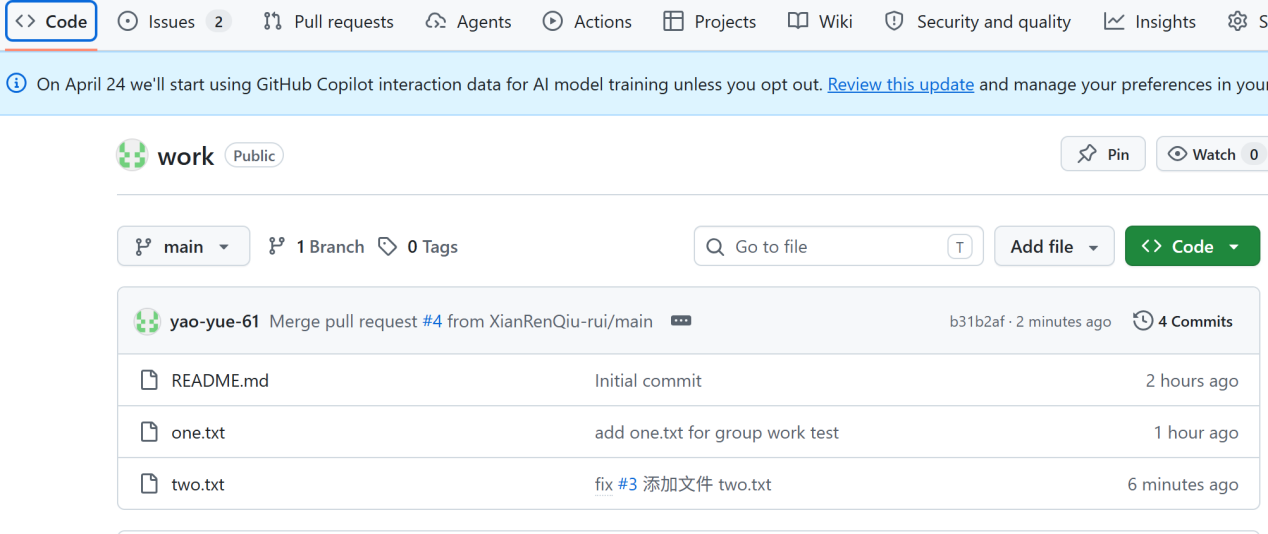 Code Issues 2 Pull requests Agents Actions Projects Wiki Security and quality Insights S
On April 24 we'll start using GitHub Copilot interaction data for AI model training unless you opt out. Review this update and manage your preferences in your
work Public Pin Watch 0
main 1 Branch 0 Tags Go to file T Add file Code
yao-yue-61 Merge pull request #4 from XianRenQiu-rui/main b31b2af · 2 minutes ago 4 Commits
README.md Initial commit 2 hours ago
one.txt add one.txt for group work test 1 hour ago
two.txt fix #3 添加文件 two.txt 6 minutes ago